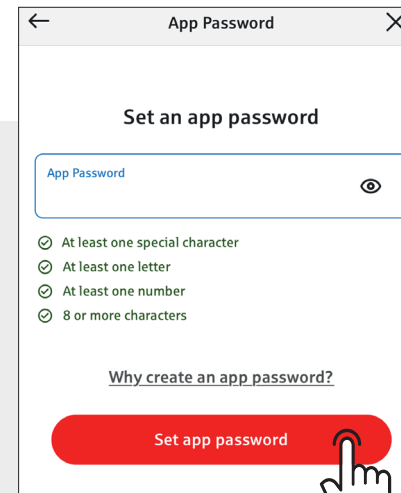 App Password
Set an app password
App Password
At least one special character
At least one letter
At least one number
8 or more characters
Why create an app password?
Set app password